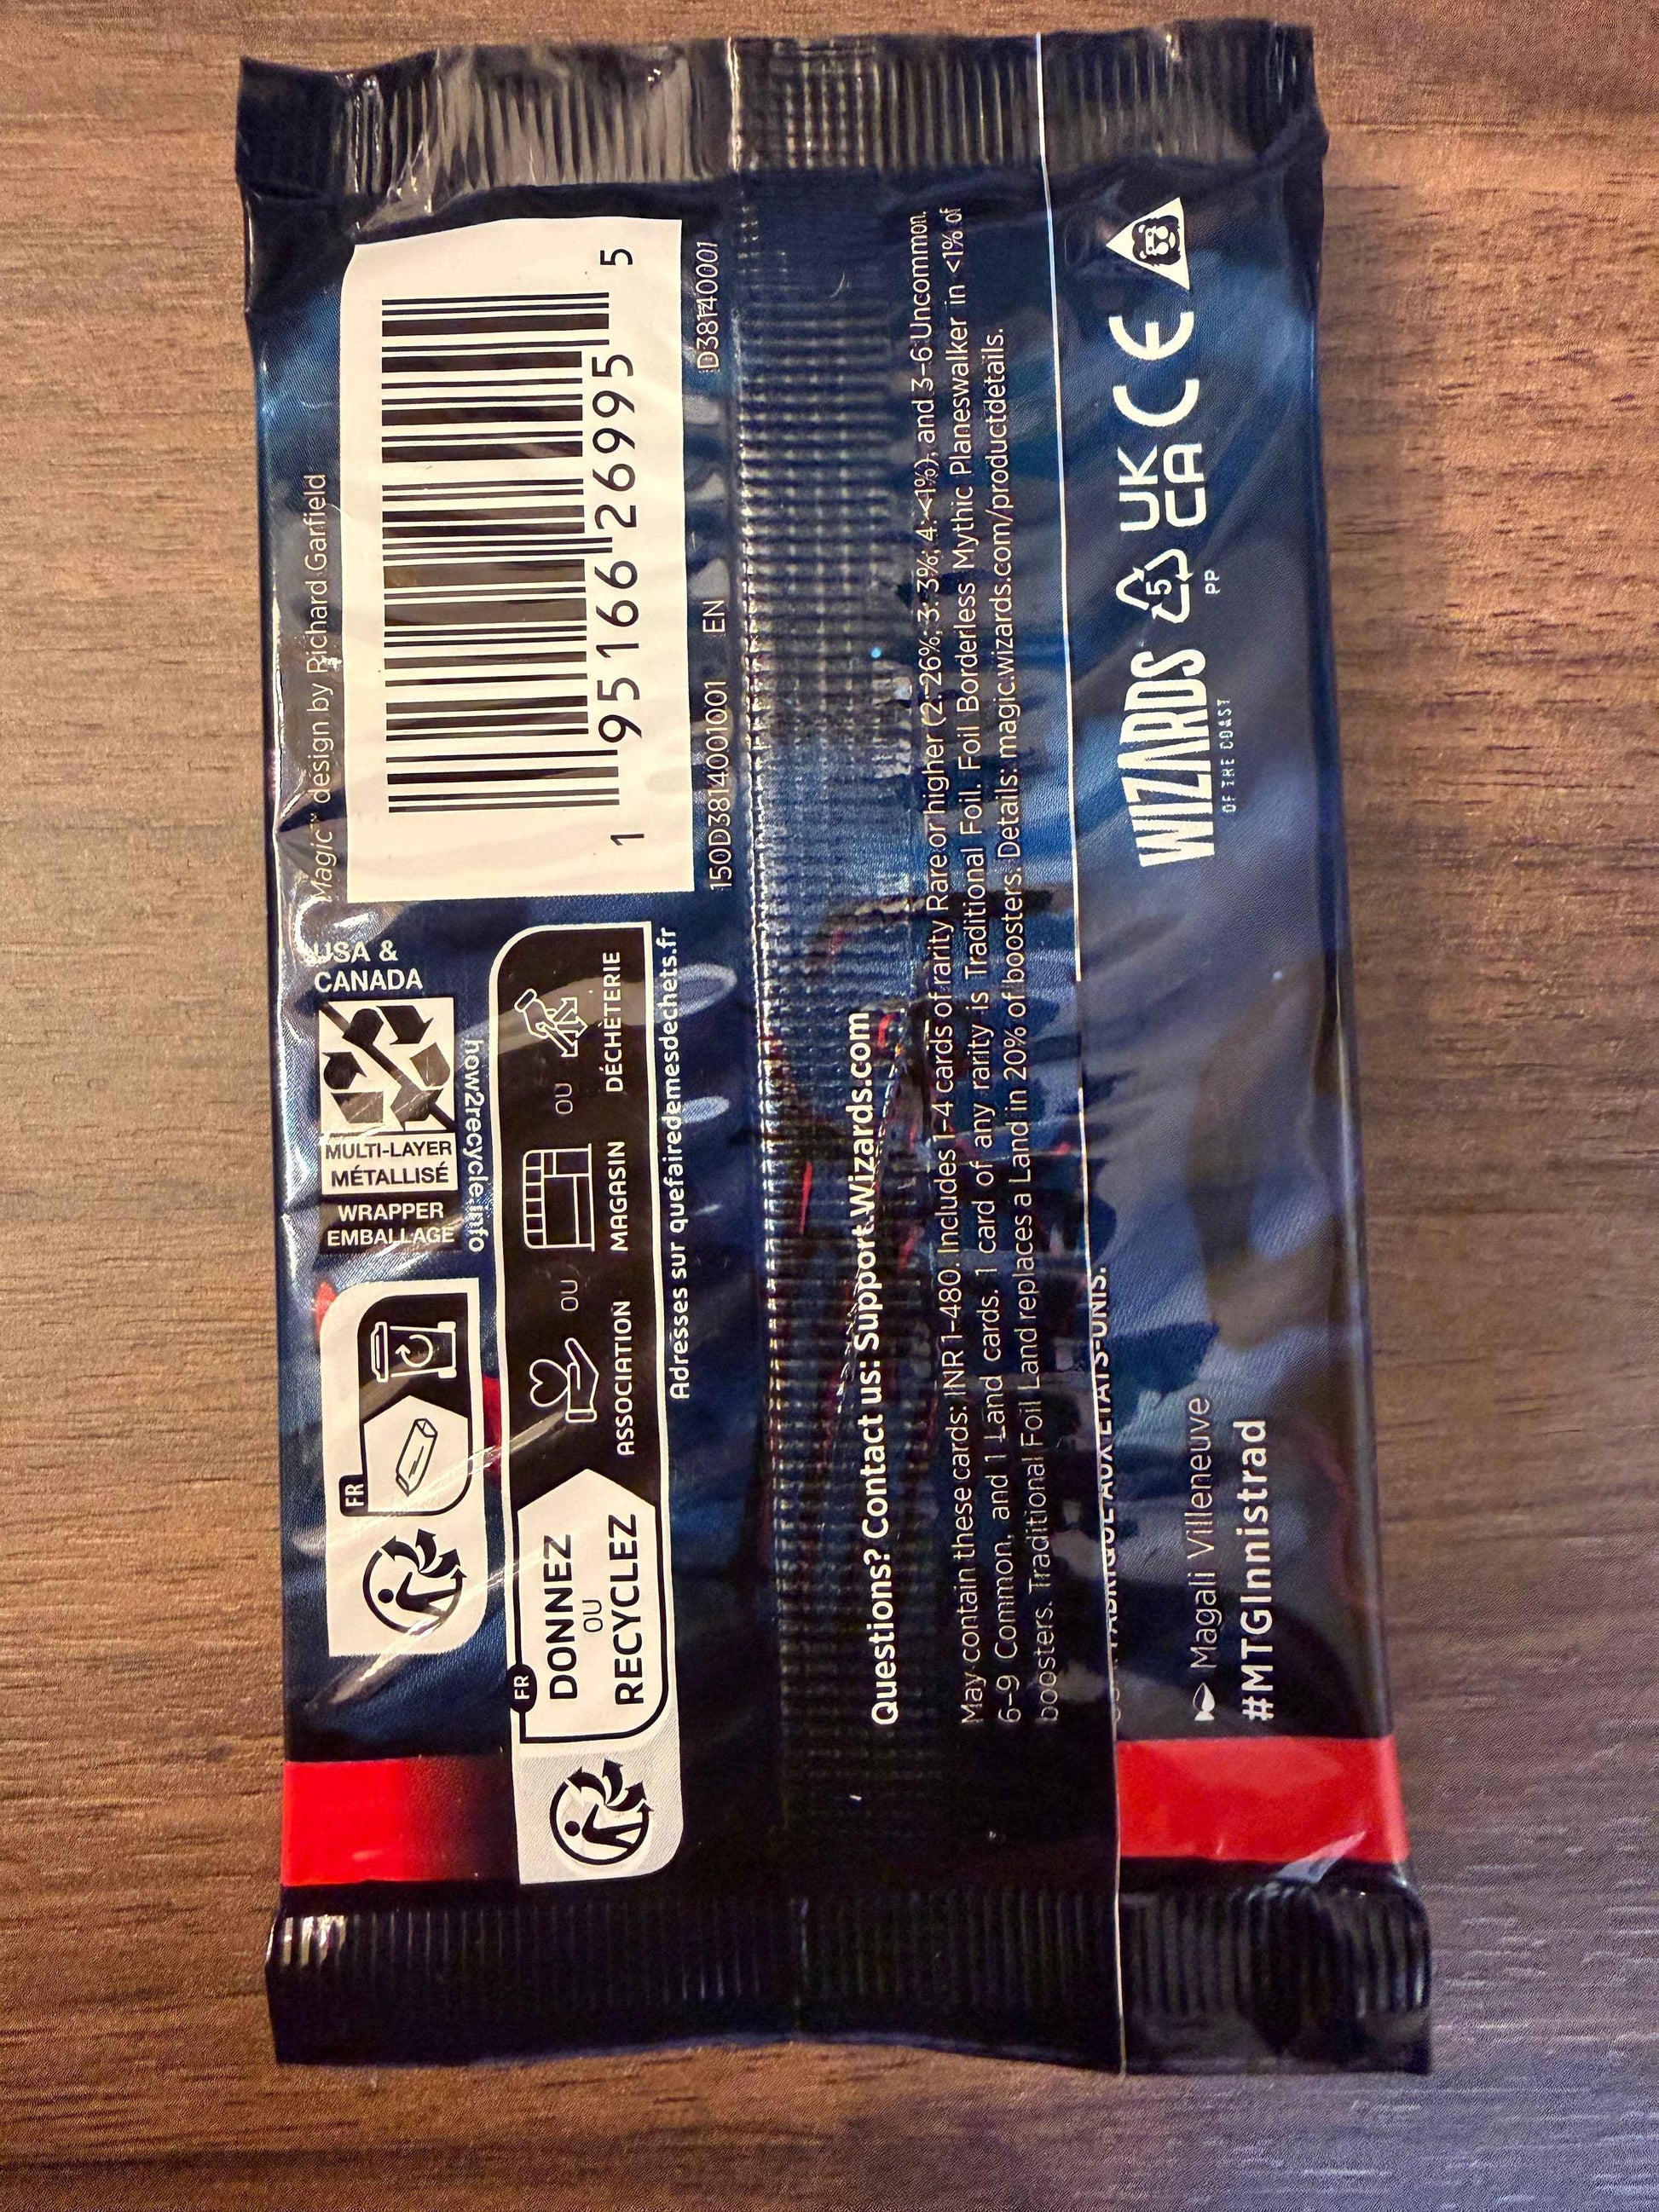 Magic™ design by Richard Garfield
USA &
CANADA
MULTI-LAYER
MÉTALLISÉ
WRAPPER
EMBALLAGE
how2recycle.info
FR
1 95166 26995 5
150D3814001001 EN D38140001
FR
DONNEZ
OU
RECYCLEZ
ASSOCIATION
OU
MAGASIN
OU
DÉCHÈTERIE
Adresses sur quefairedemesdechets.fr
Questions? Contact us: Support.Wizards.com
May contain these cards: INR 1-480. Includes 1-4 cards of rarity Rare or higher (2: 26%, 3: 3%, 4: <1%), and 3-6 Uncommon,
6-9 Common, and 1 Land cards. 1 card of any rarity is Traditional Foil. Foil Borderless Mythic Planeswalker in <1% of
boosters. Traditional Foil Land replaces a Land in 20% of boosters. Details: magic.wizards.com/productdetails.
FABRIQUÉ AUX ÉTATS-UNIS.
Magali Villeneuve
#MTGInnistrad
WIZARDS
OF THE COAST
5
PP
UK
CA
CE